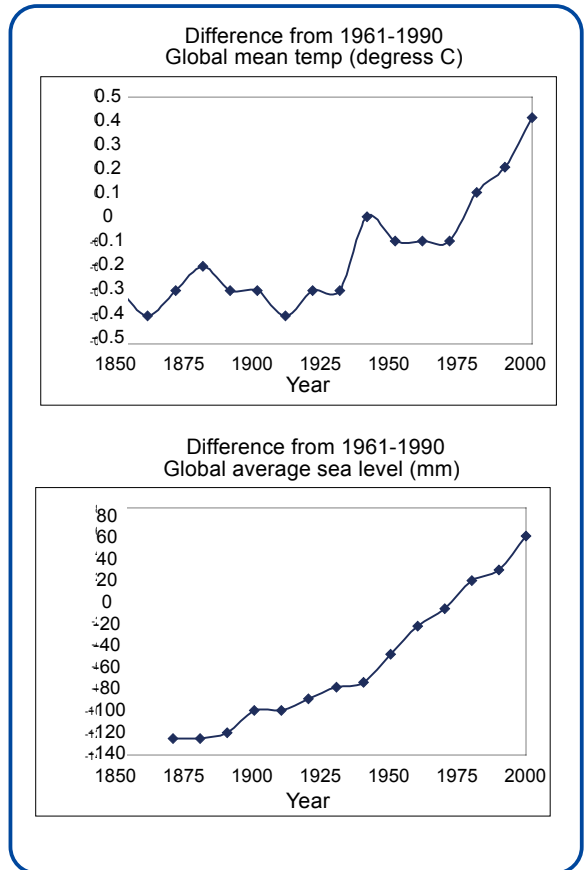 Difference from 1961-1990
Global mean temp (degress C)
0.5
0.4
0.3
0.2
0.1
0
-0.1
-0.2
-0.3
-0.4
-0.5
1850 1875 1900 1925 1950 1975 2000
Year
Difference from 1961-1990
Global average sea level (mm)
80
60
40
20
0
-20
-40
-60
-80
-100
-120
-140
1850 1875 1900 1925 1950 1975 2000
Year